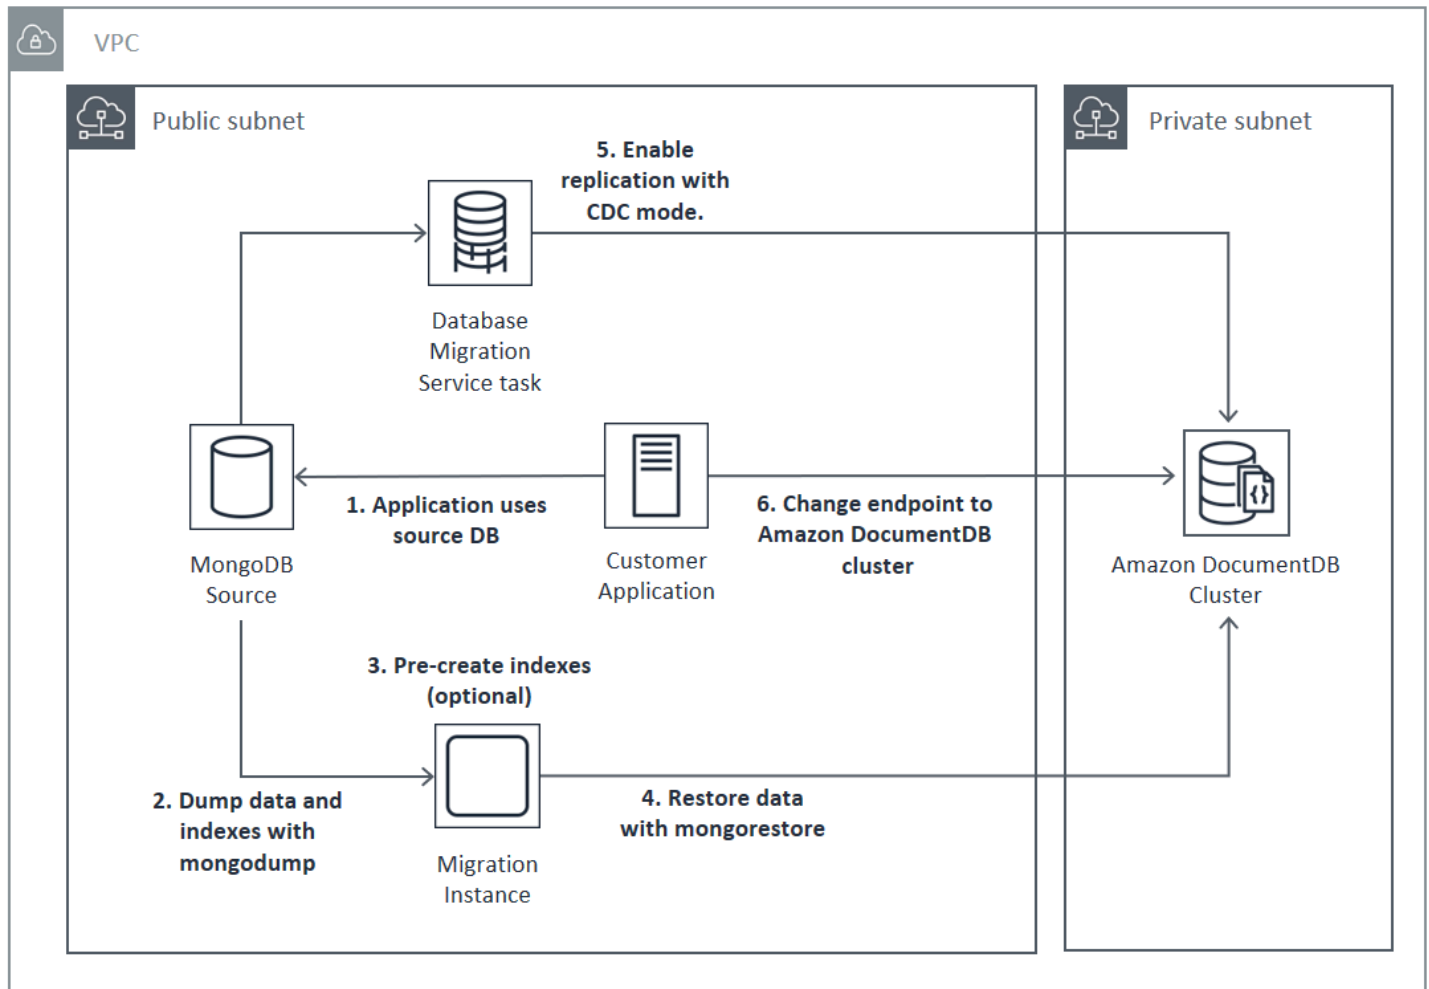 VPC
Public subnet
Private subnet
5. Enable
replication with
CDC mode.
Database
Migration
Service task
1. Application uses
source DB
6. Change endpoint to
Amazon DocumentDB
cluster
MongoDB
Source
Customer
Application
Amazon DocumentDB
Cluster
3. Pre-create indexes
(optional)
2. Dump data and
indexes with
mongodump
4. Restore data
with mongorestore
Migration
Instance